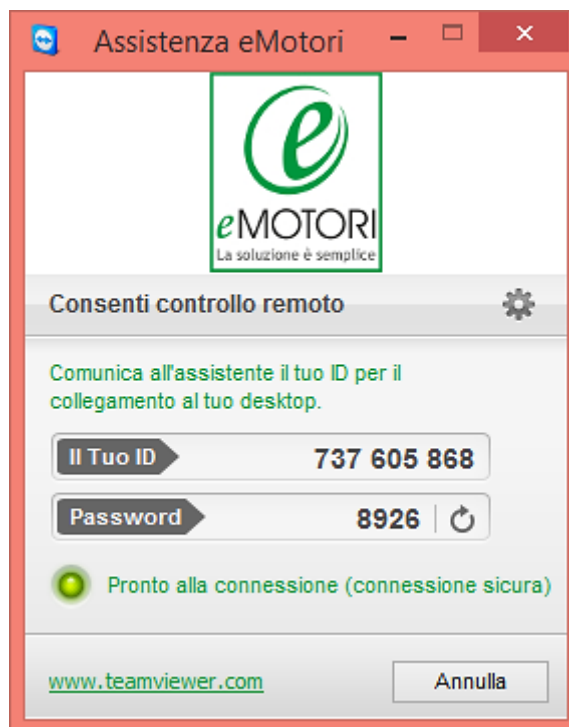 Assistenza eMotori
e
eMOTORI
La soluzione è semplice
Consenti controllo remoto
Comunica all'assistente il tuo ID per il
collegamento al tuo desktop.
Il Tuo ID 737 605 868
Password 8926
Pronto alla connessione (connessione sicura)
www.teamviewer.com Annulla